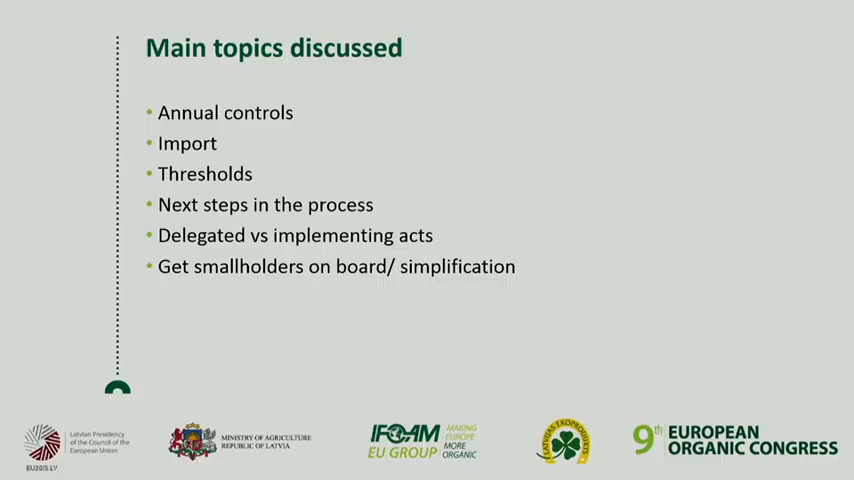 Main topics discussed
• Annual controls
• Import
• Thresholds
• Next steps in the process
• Delegated vs implementing acts
• Get smallholders on board/ simplification
Latvian Presidency
of the Council of the
European Union
EU2015.LV
MINISTRY OF AGRICULTURE
REPUBLIC OF LATVIA
IFOAM
EU GROUP
MAKING
EUROPE
MORE
ORGANIC
LATVIJAS EKOPRODUKTS
9th EUROPEAN
ORGANIC CONGRESS